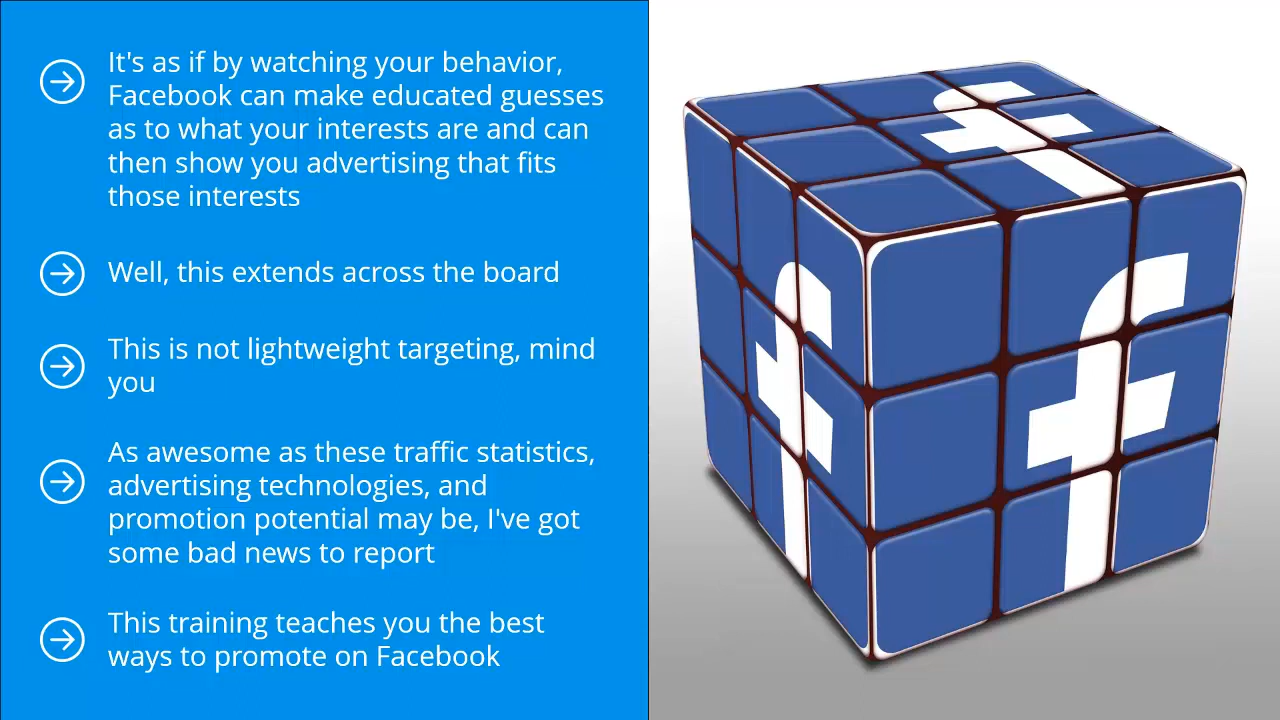 It's as if by watching your behavior,
Facebook can make educated guesses
as to what your interests are and can
then show you advertising that fits
those interests
Well, this extends across the board
This is not lightweight targeting, mind
you
As awesome as these traffic statistics,
advertising technologies, and
promotion potential may be, I've got
some bad news to report
This training teaches you the best
ways to promote on Facebook